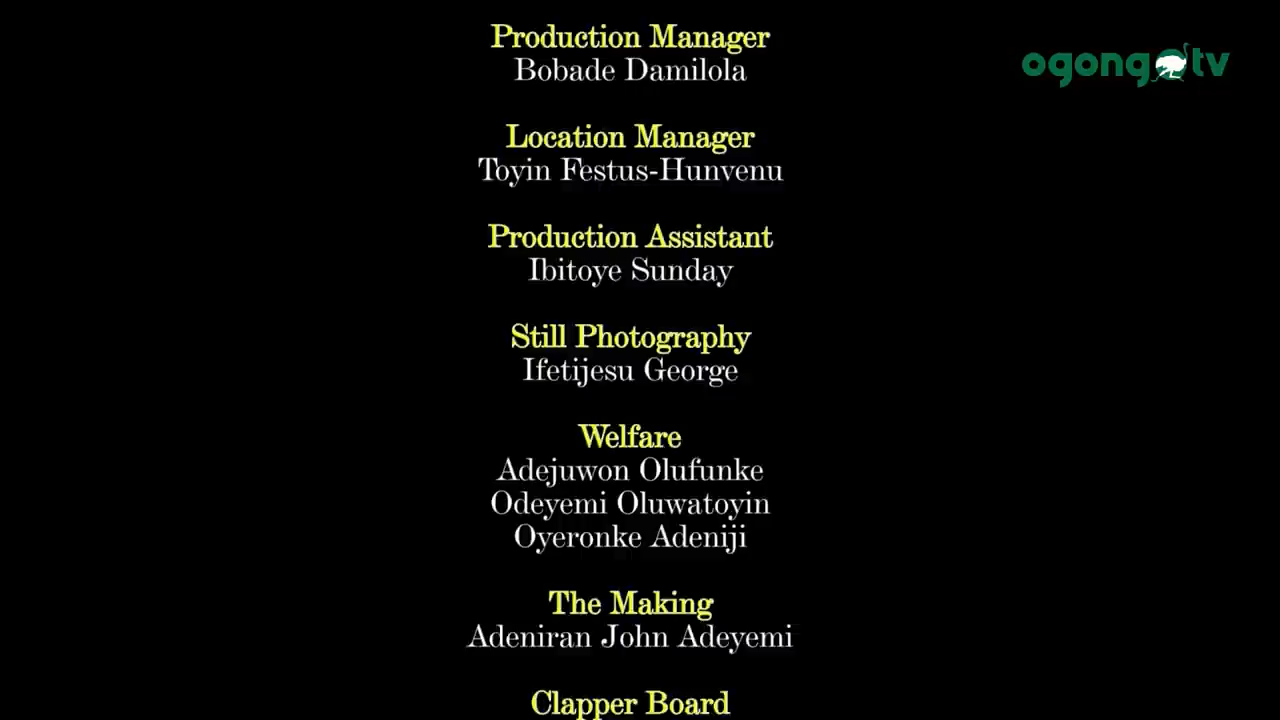 Production Manager
Bobade Damilola
ogongotv
Location Manager
Toyin Festus-Hunvenu
Production Assistant
Ibitoye Sunday
Still Photography
Ifetijesu George
Welfare
Adejuwon Olufunke
Odeyemi Oluwatoyin
Oyeronke Adeniji
The Making
Adeniran John Adeyemi
Clapper Board